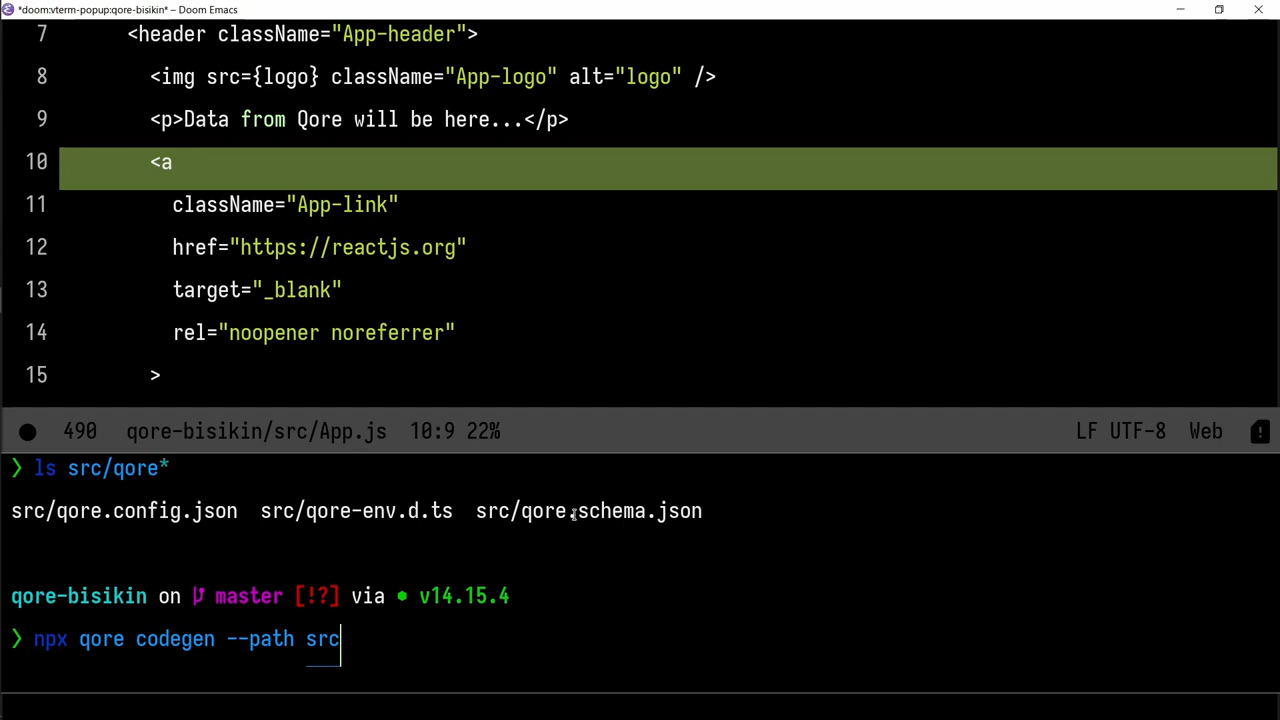 *doom:vterm-popup:qore-bisikin* – Doom Emacs
7 <header className="App-header">
8 <img src={logo} className="App-logo" alt="logo" />
9 <p>Data from Qore will be here...</p>
10 <a
11 className="App-link"
12 href="https://reactjs.org"
13 target="_blank"
14 rel="noopener noreferrer"
15 >
490 qore-bisikin/src/App.js 10:9 22% LF UTF-8 Web
❯ ls src/qore*
src/qore.config.json src/qore-env.d.ts src/qore.schema.json
qore-bisikin on master [!?] via v14.15.4
❯ npx qore codegen --path src